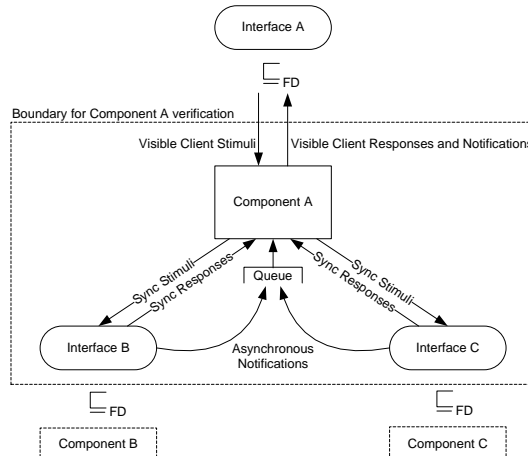 Interface A
⊑FD
Boundary for Component A verification
Visible Client Stimuli
Visible Client Responses and Notifications
Component A
Sync Stimuli
Sync Responses
Sync Stimuli
Sync Responses
Queue
Interface B
Asynchronous
Notifications
Interface C
⊑FD
⊑FD
Component B
Component C